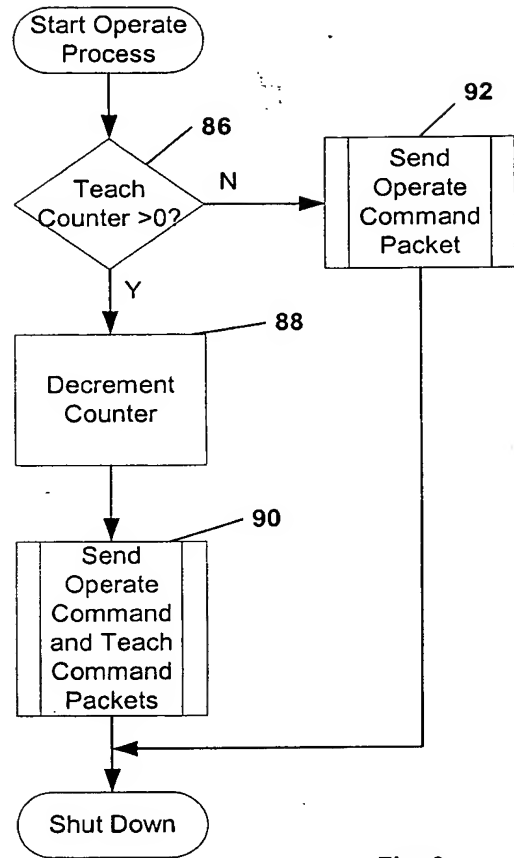 Start Operate
Process
86
92
Teach
Counter >0?
N
Send
Operate
Command
Packet
Y
88
Decrement
Counter
90
Send
Operate
Command
and Teach
Command
Packets
Shut Down